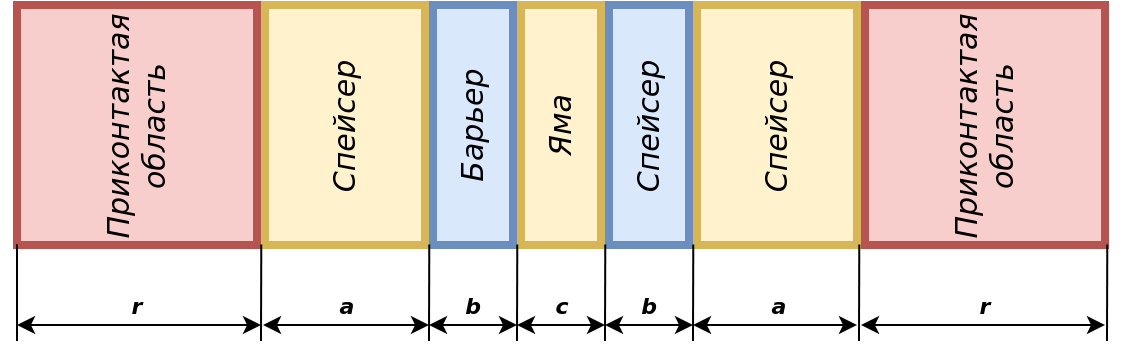 Приконтактая
область
Спейсер
Барьер
Яма
Спейсер
Спейсер
Приконтактая
область
r
a
b
c
b
a
r